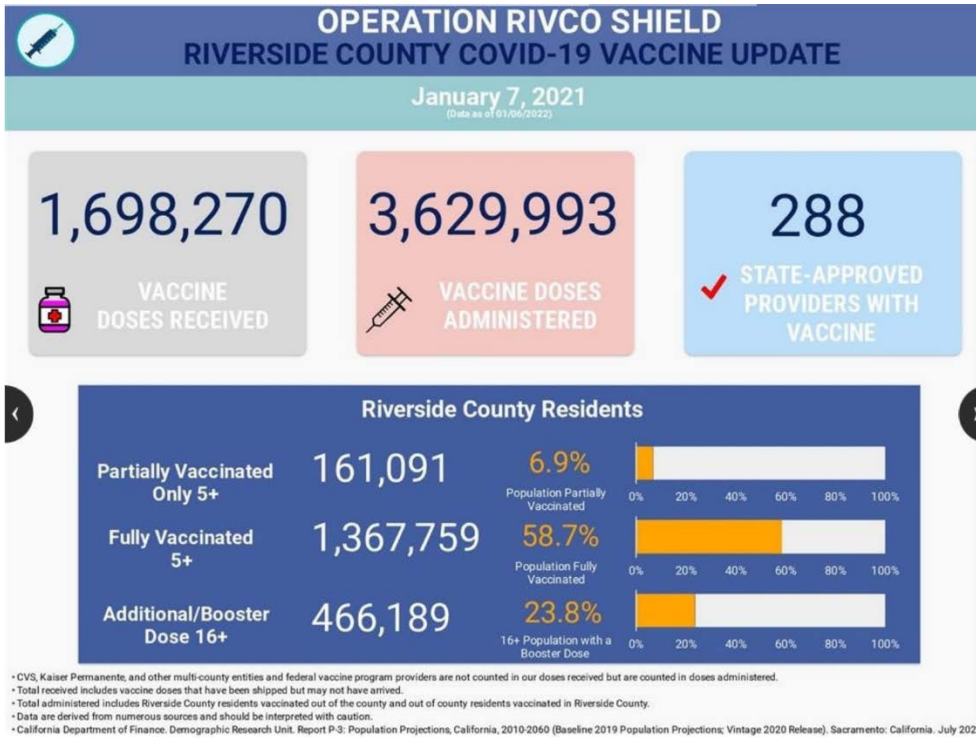 OPERATION RIVCO SHIELD
RIVERSIDE COUNTY COVID-19 VACCINE UPDATE
January 7, 2021
(Data as of 01/06/2022)
1,698,270
VACCINE
DOSES RECEIVED
3,629,993
VACCINE DOSES
ADMINISTERED
288
STATE-APPROVED
PROVIDERS WITH
VACCINE
Riverside County Residents
Partially Vaccinated
Only 5+
161,091
6.9%
Population Partially
Vaccinated
0% 20% 40% 60% 80% 100%
Fully Vaccinated
5+
1,367,759
58.7%
Population Fully
Vaccinated
0% 20% 40% 60% 80% 100%
Additional/Booster
Dose 16+
466,189
23.8%
16+ Population with a
Booster Dose
0% 20% 40% 60% 80% 100%
• CVS, Kaiser Permanente, and other multi-county entities and federal vaccine program providers are not counted in our doses received but are counted in doses administered.
• Total received includes vaccine doses that have been shipped but may not have arrived.
• Total administered includes Riverside County residents vaccinated out of the county and out of county residents vaccinated in Riverside County.
• Data are derived from numerous sources and should be interpreted with caution.
• California Department of Finance. Demographic Research Unit. Report P-3: Population Projections, California, 2010-2060 (Baseline 2019 Population Projections; Vintage 2020 Release). Sacramento: California. July 202